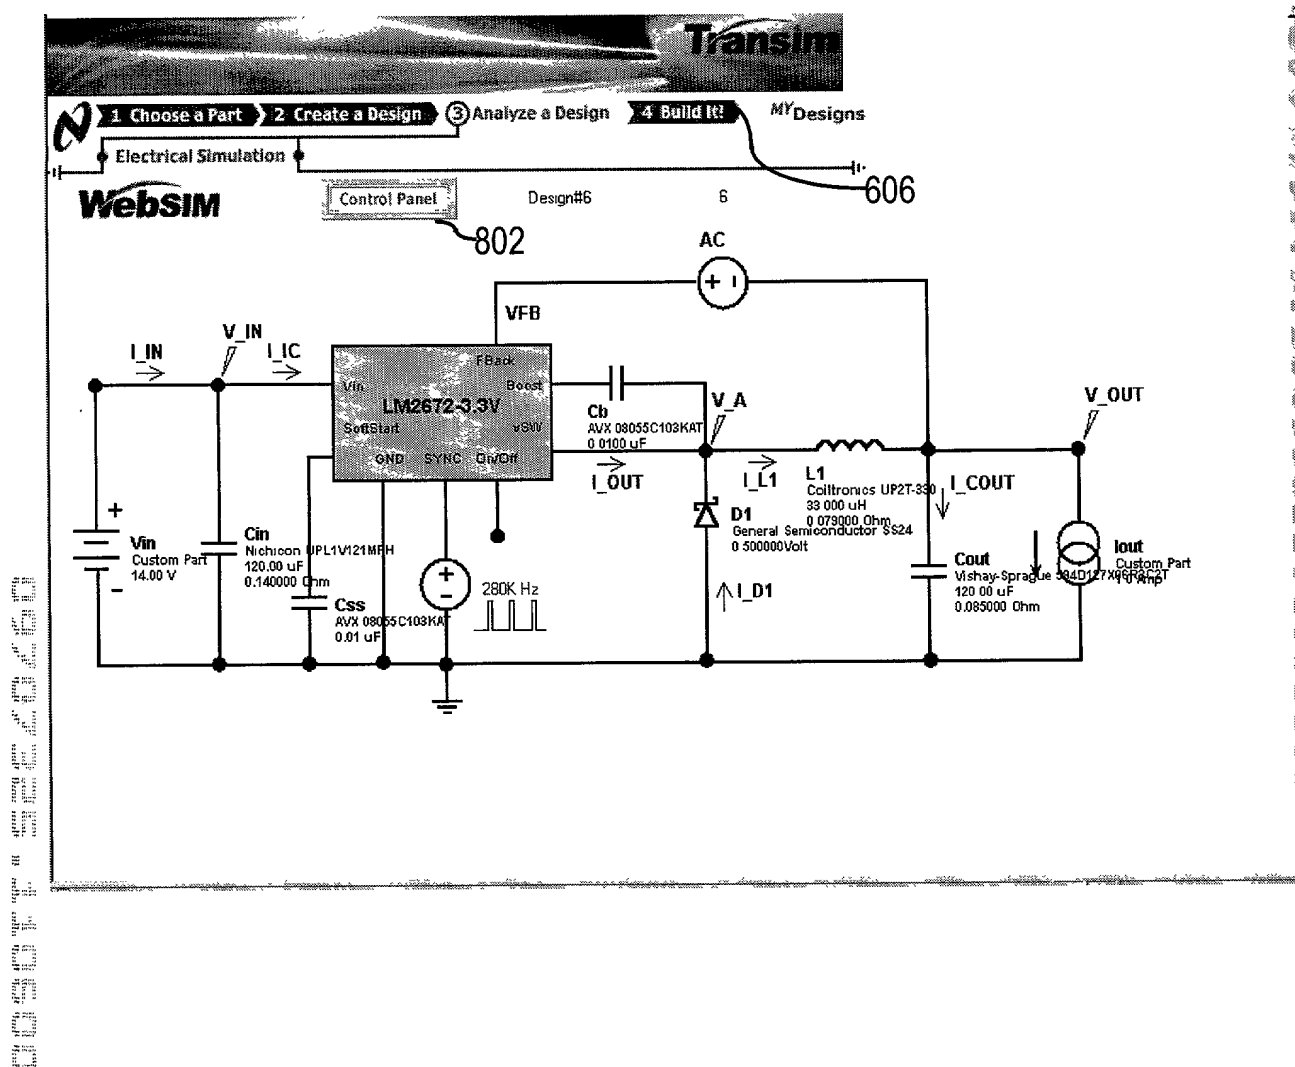 Transim
N 1 Choose a Part 2 Create a Design 3 Analyze a Design 4 Build It! MY Designs
Electrical Simulation
WebSIM Control Panel Design#6 6 606
802
AC
+ -
VFB
V_IN
I_IN I_IC
FBack
Vin Boost
LM2672-3.3V
SoftStart vSW
GND SYNC On/Off
Cb
AVX 08055C103KAT
0.0100 uF
I_OUT
V_A
I_L1
L1
Coiltronics UP2T-330
33.000 uH
0.079000 Ohm
V_OUT
I_COUT
D1
General Semiconductor SS24
0.500000Volt
I_D1
+
Vin
Custom Part
14.00 V
-
Cin
Nichicon UPL1V121MPH
120.00 uF
0.140000 Ohm
Css
AVX 08055C103KAT
0.01 uF
+
-
280K Hz
Cout
Vishay-Sprague
120.00 uF
0.085000 Ohm
Iout
Custom Part
Amp